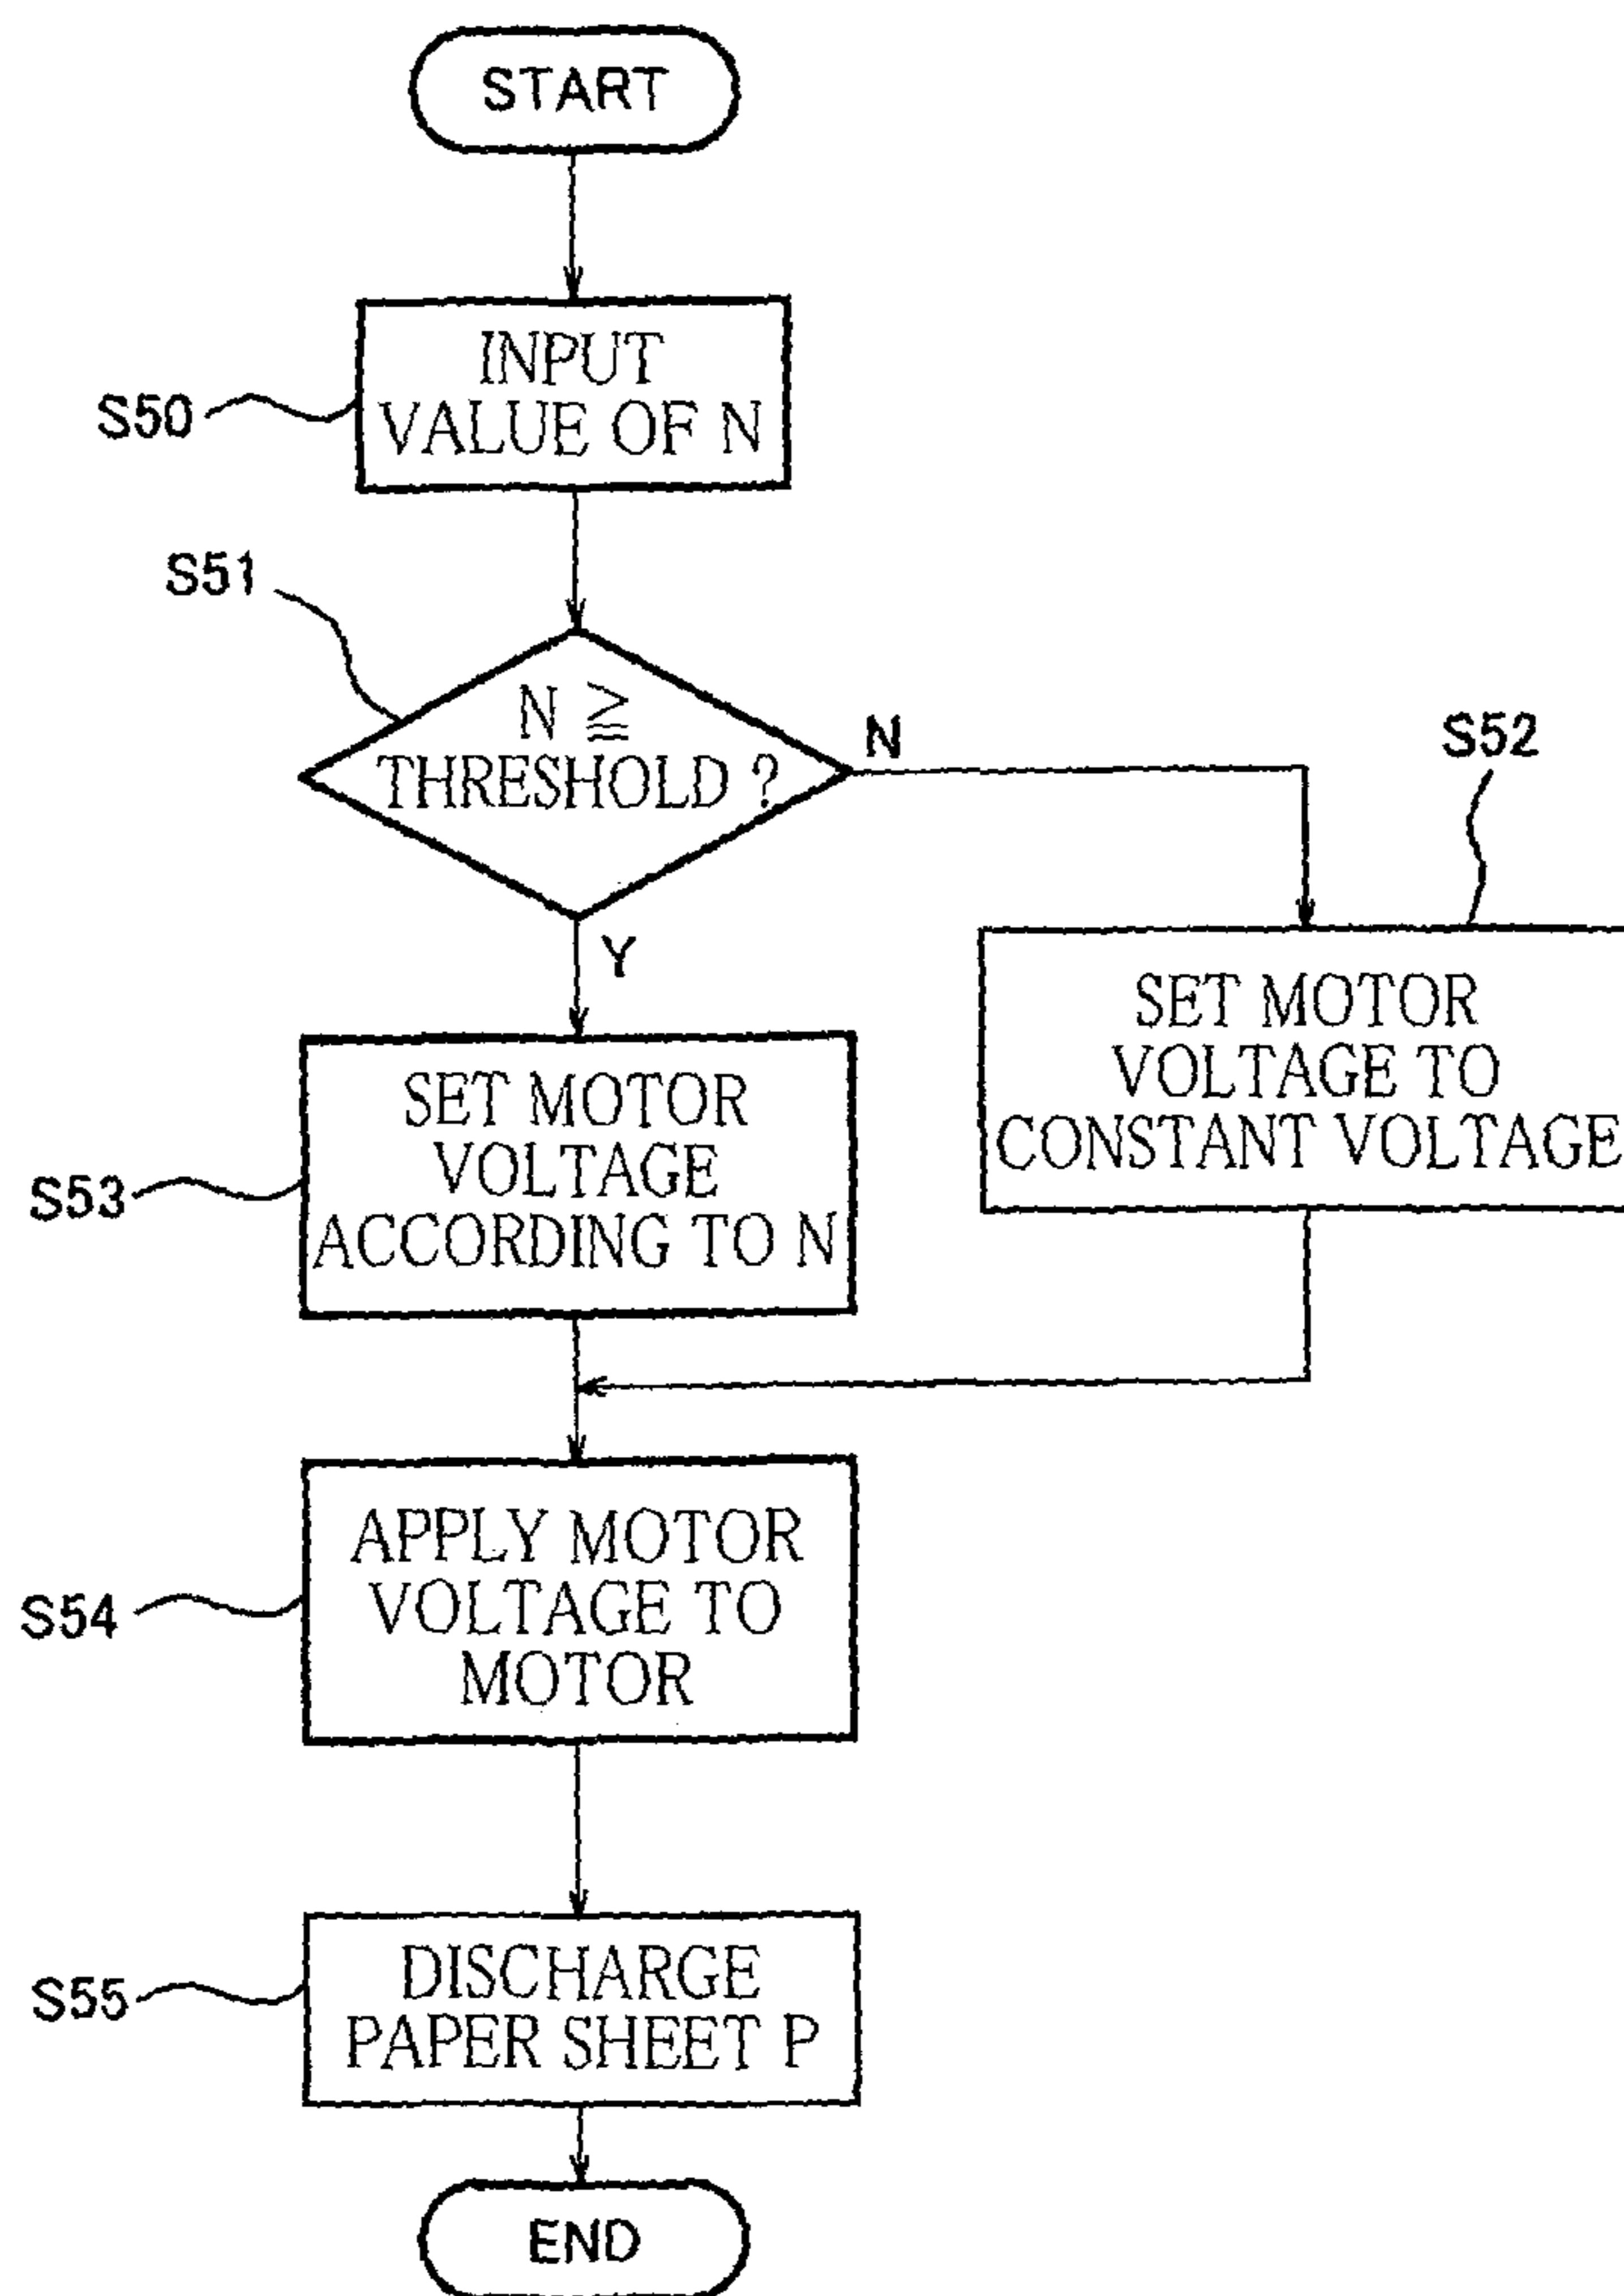 START
S50
INPUT
VALUE OF N
S51
N ≧
THRESHOLD ?
N
Y
S52
SET MOTOR
VOLTAGE TO
CONSTANT VOLTAGE
S53
SET MOTOR
VOLTAGE
ACCORDING TO N
S54
APPLY MOTOR
VOLTAGE TO
MOTOR
S55
DISCHARGE
PAPER SHEET P
END